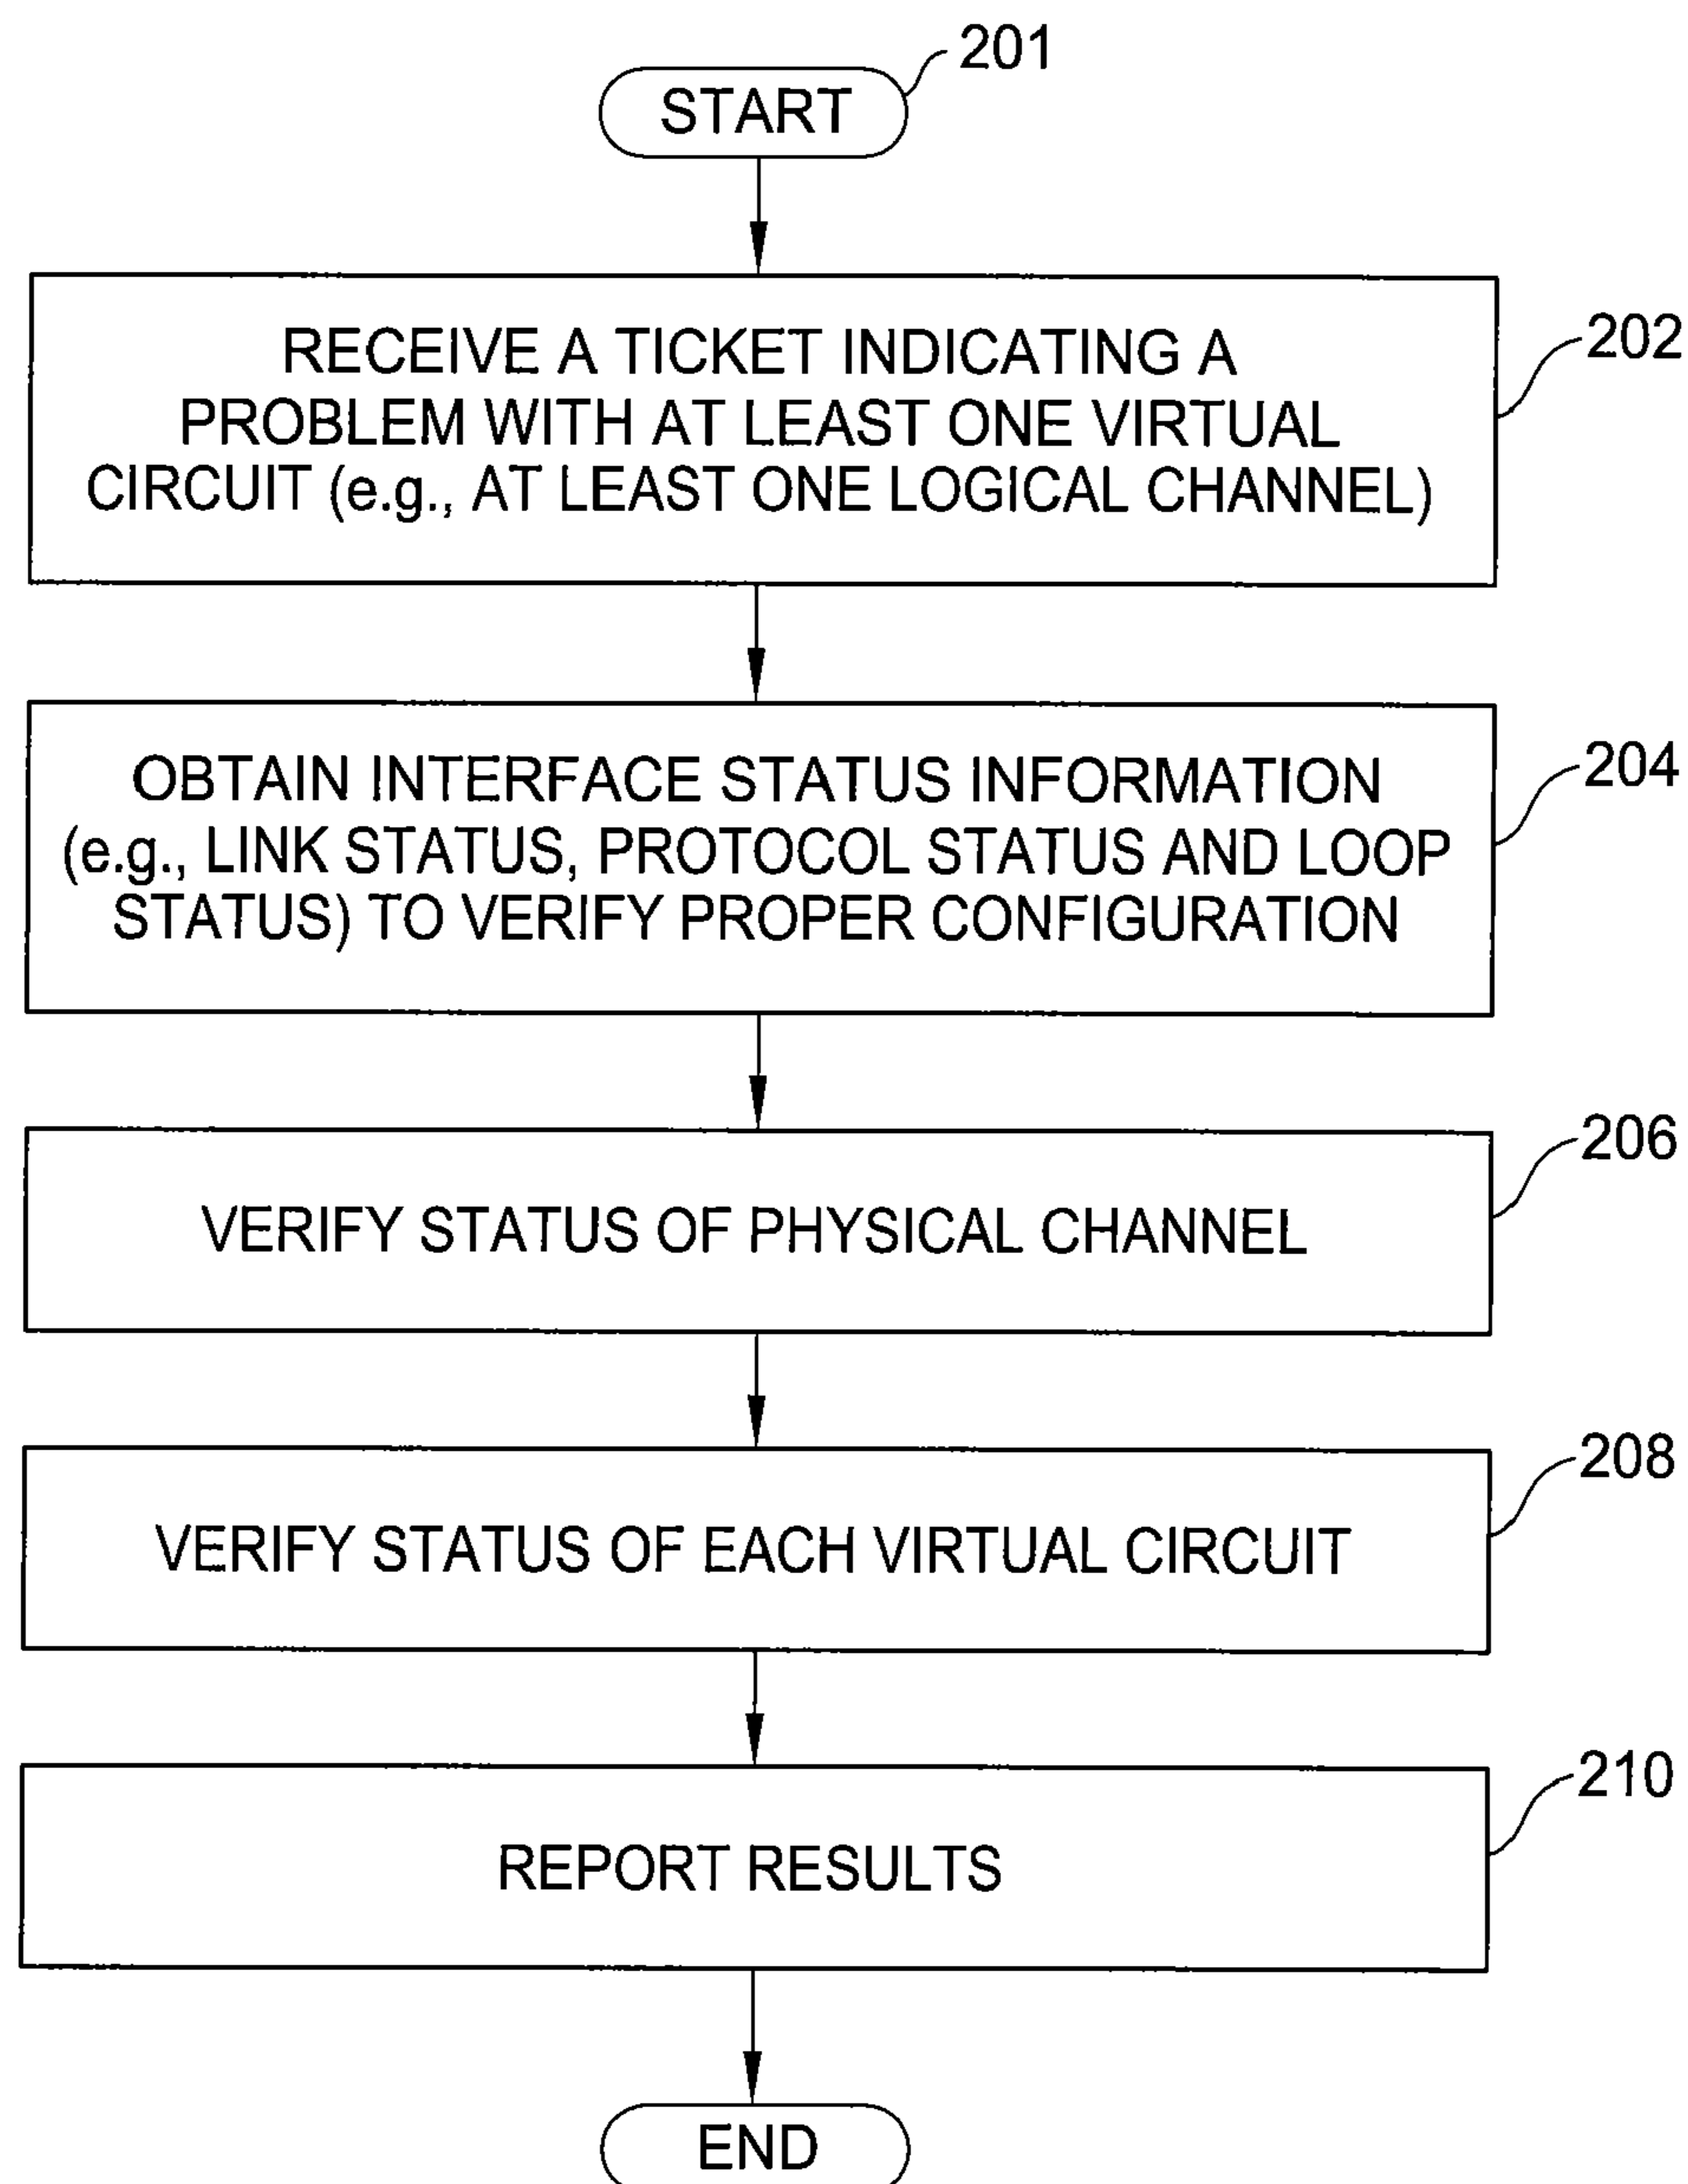 201
START
202
RECEIVE A TICKET INDICATING A
PROBLEM WITH AT LEAST ONE VIRTUAL
CIRCUIT (e.g., AT LEAST ONE LOGICAL CHANNEL)
204
OBTAIN INTERFACE STATUS INFORMATION
(e.g., LINK STATUS, PROTOCOL STATUS AND LOOP
STATUS) TO VERIFY PROPER CONFIGURATION
206
VERIFY STATUS OF PHYSICAL CHANNEL
208
VERIFY STATUS OF EACH VIRTUAL CIRCUIT
210
REPORT RESULTS
END